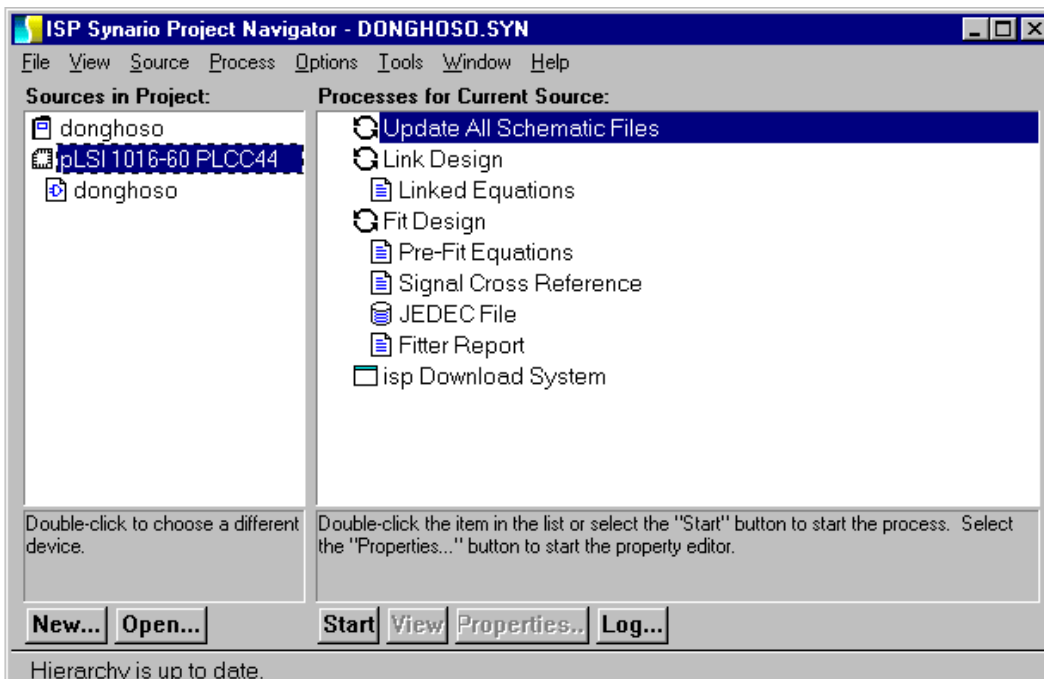 ISP Synario Project Navigator - DONGHOSO.SYN
File View Source Process Options Tools Window Help
Sources in Project:
donghoso
pLSI 1016-60 PLCC44
donghoso
Double-click to choose a different
device.
New... Open...
Processes for Current Source:
Update All Schematic Files
Link Design
Linked Equations
Fit Design
Pre-Fit Equations
Signal Cross Reference
JEDEC File
Fitter Report
isp Download System
Double-click the item in the list or select the "Start" button to start the process. Select
the "Properties..." button to start the property editor.
Start View Properties.. Log...
Hierarchy is up to date.